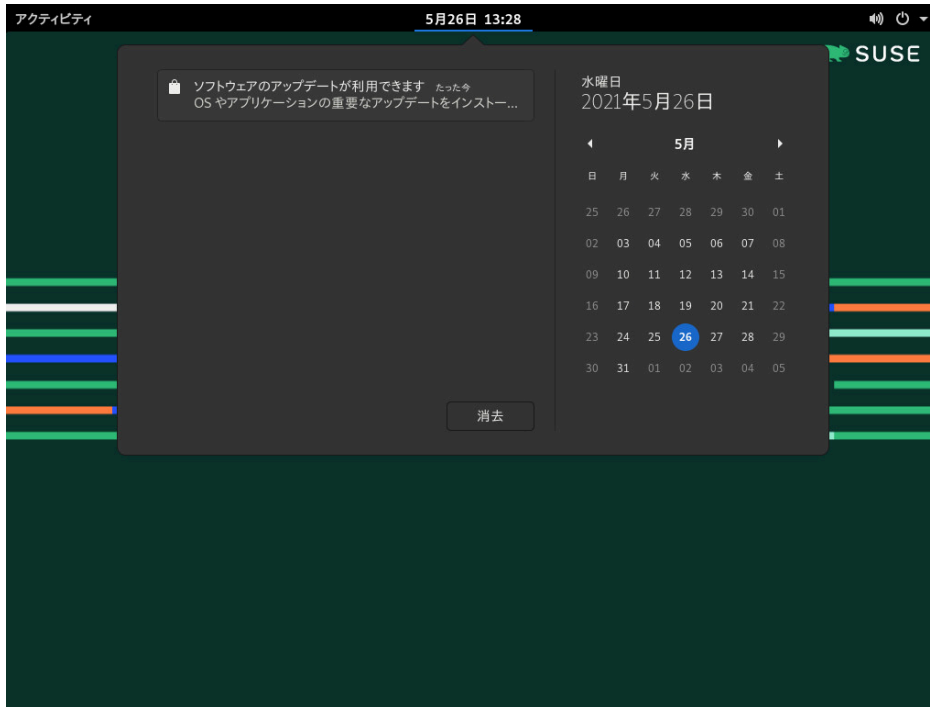 アクティビティ 5月26日 13:28
SUSE
ソフトウェアのアップデートが利用できます たった今
OS やアプリケーションの重要なアップデートをインストー...
消去
水曜日
2021年5月26日
5月
日 月 火 水 木 金 土
25 26 27 28 29 30 01
02 03 04 05 06 07 08
09 10 11 12 13 14 15
16 17 18 19 20 21 22
23 24 25 26 27 28 29
30 31 01 02 03 04 05